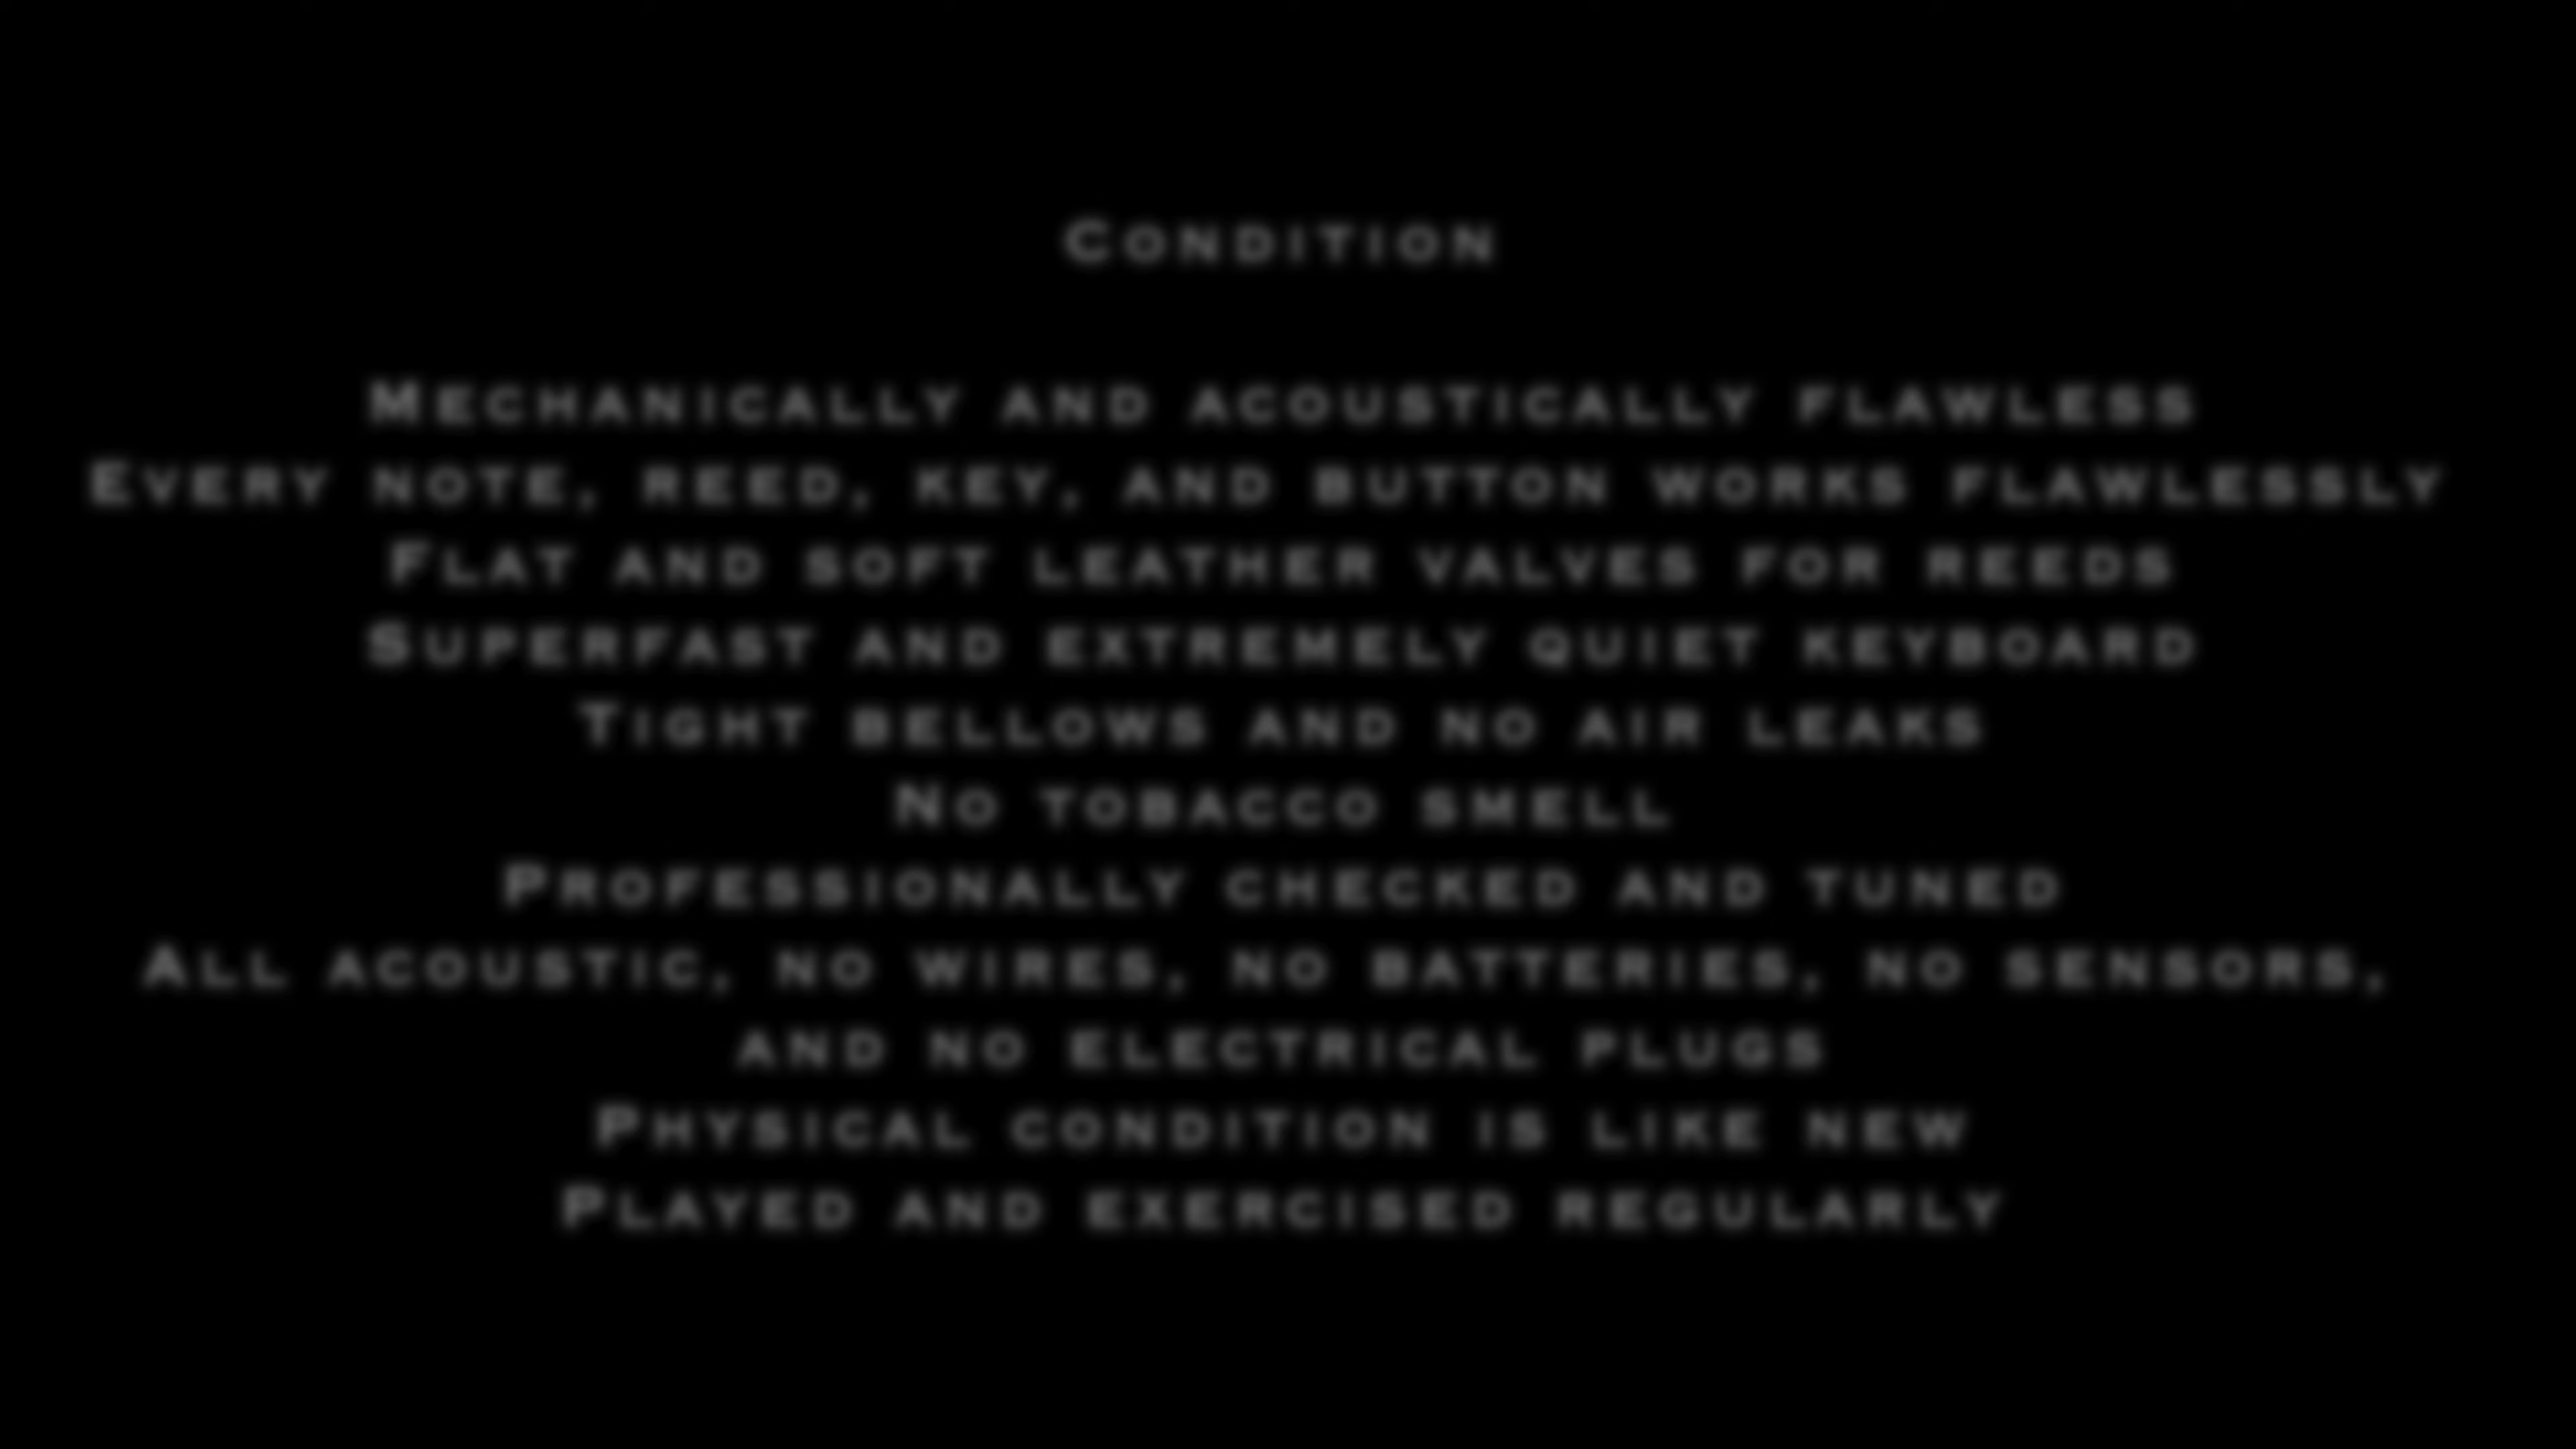 Condition
Mechanically and acoustically flawless
Every note, reed, key, and button works flawlessly
Flat and soft leather valves for reeds
Superfast and extremely quiet keyboard
Tight bellows and no air leaks
No tobacco smell
Professionally checked and tuned
All acoustic, no wires, no batteries, no sensors,
and no electrical plugs
Physical condition is like new
Played and exercised regularly